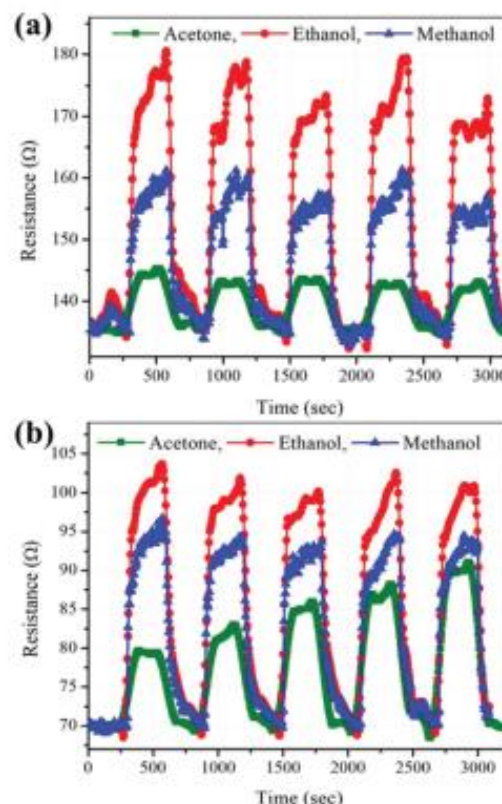 (a)
Acetone, Ethanol, Methanol
180
170
160
150
140
Resistance (Ω)
0 500 1000 1500 2000 2500 3000
Time (sec)
(b)
Acetone, Ethanol, Methanol
105
100
95
90
85
80
75
70
Resistance (Ω)
0 500 1000 1500 2000 2500 3000
Time (sec)